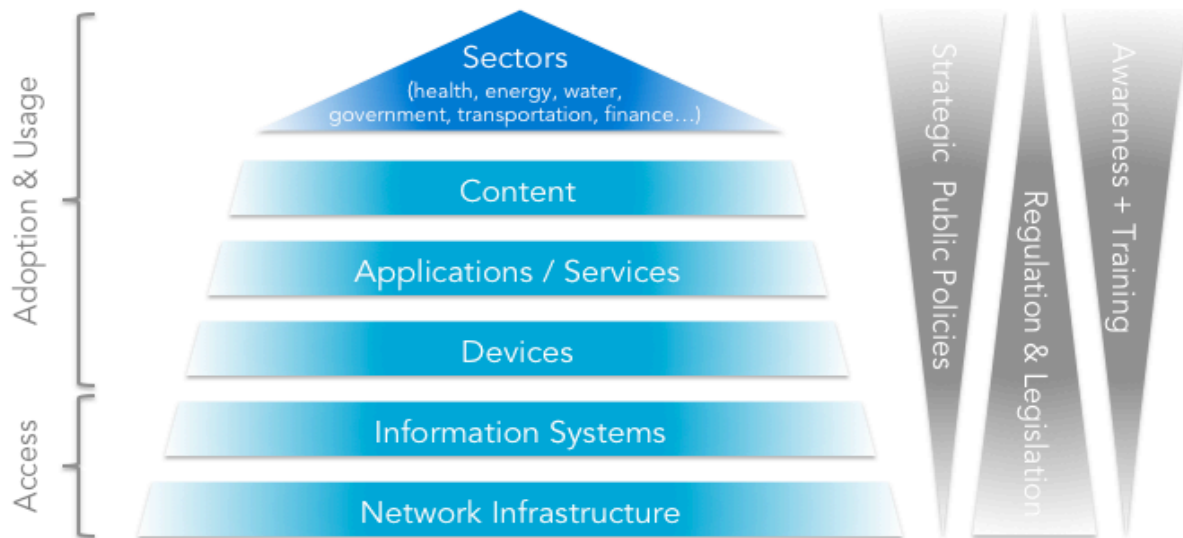 Adoption & Usage
Access
Sectors
(health, energy, water,
government, transportation, finance...)
Content
Applications / Services
Devices
Information Systems
Network Infrastructure
Strategic Public Policies
Regulation & Legislation
Awareness + Training